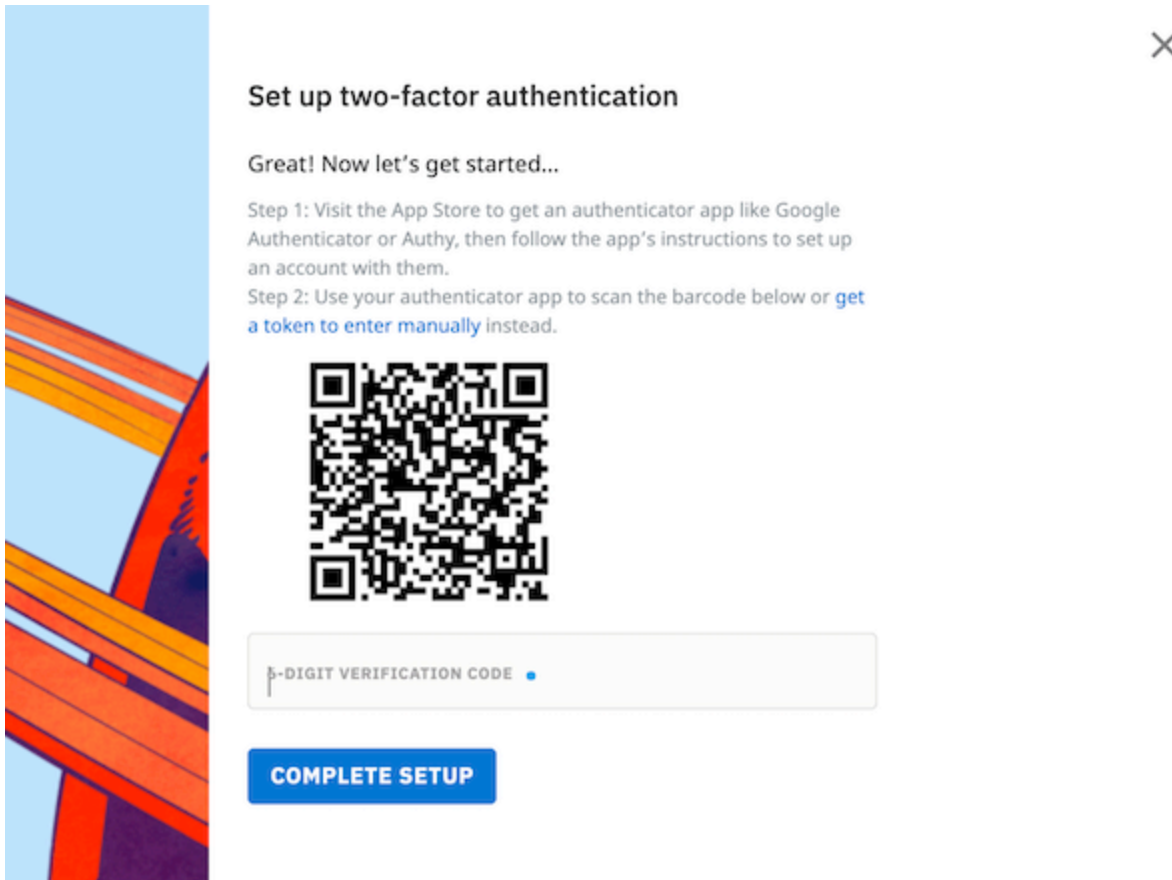 Set up two-factor authentication
Great! Now let’s get started...
Step 1: Visit the App Store to get an authenticator app like Google
Authenticator or Authy, then follow the app’s instructions to set up
an account with them.
Step 2: Use your authenticator app to scan the barcode below or get
a token to enter manually instead.
-DIGIT VERIFICATION CODE
COMPLETE SETUP